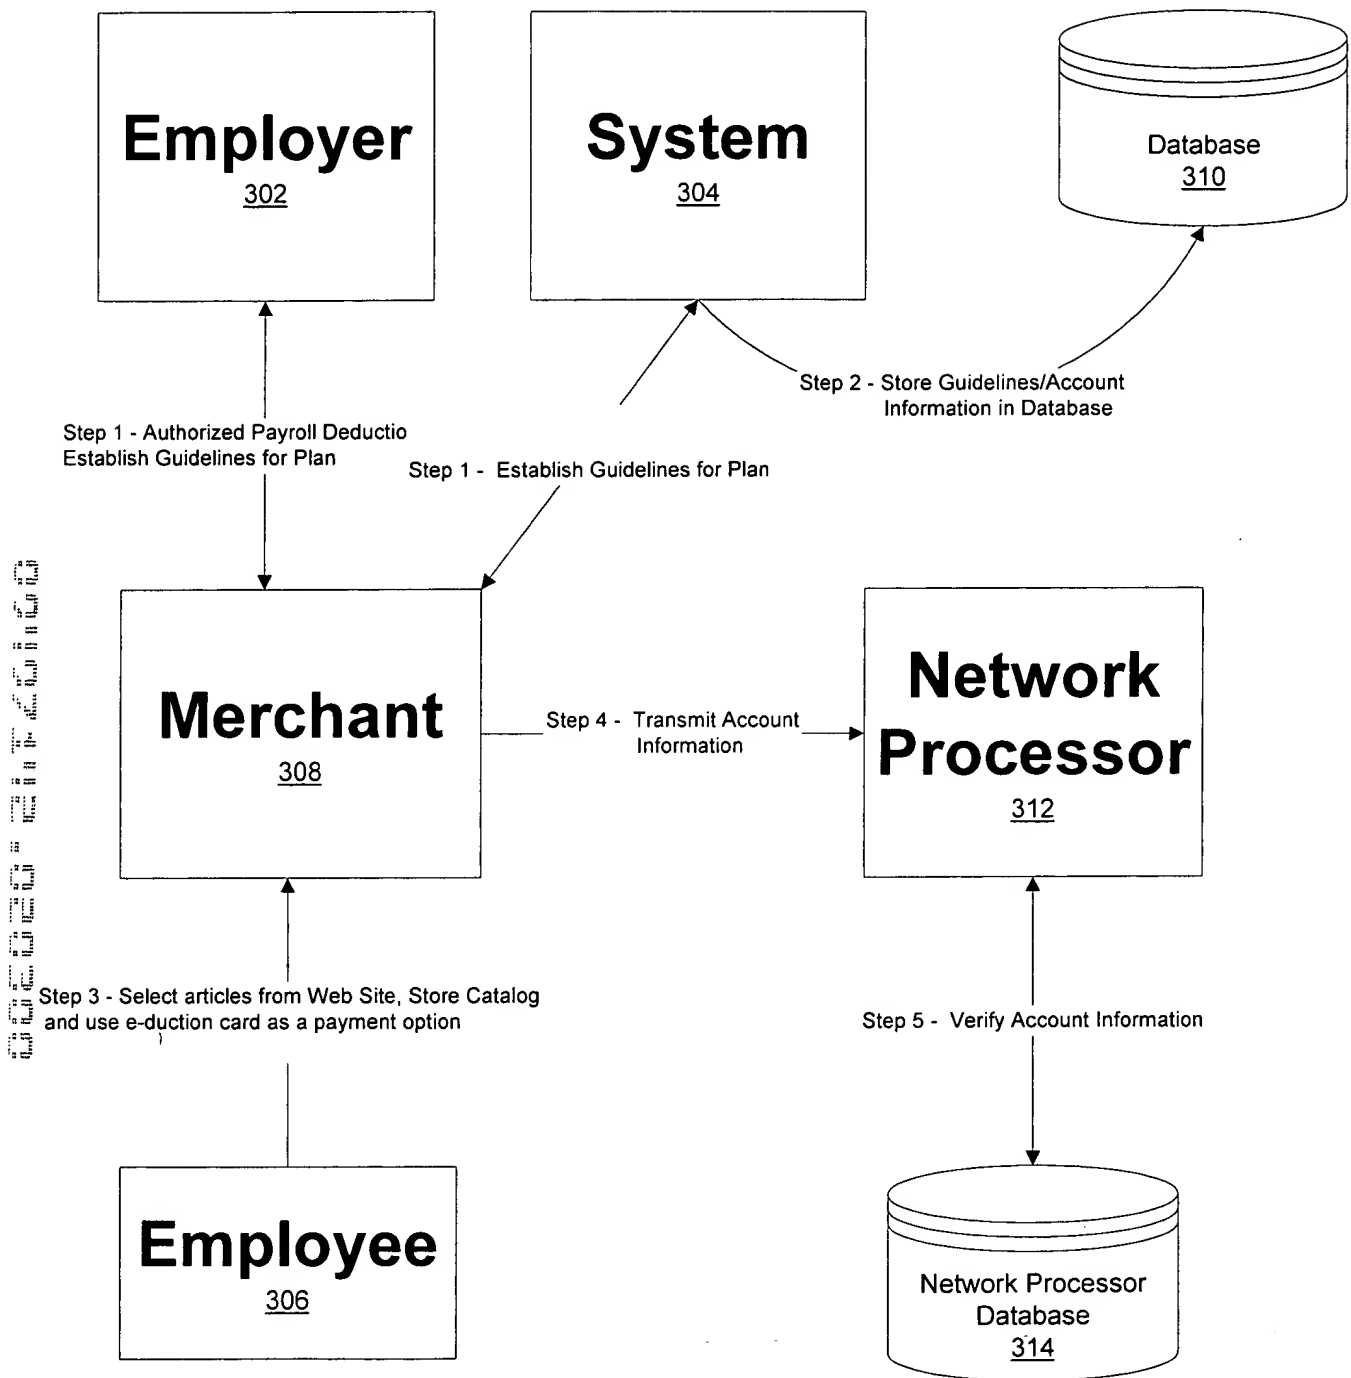 Employer
302
System
304
Database
310
Step 2 - Store Guidelines/Account
Information in Database
Step 1 - Authorized Payroll Deductio
Establish Guidelines for Plan
Step 1 - Establish Guidelines for Plan
Merchant
308
Step 4 - Transmit Account
Information
Network
Processor
312
Step 3 - Select articles from Web Site, Store Catalog
and use e-duction card as a payment option
Step 5 - Verify Account Information
Employee
306
Network Processor
Database
314